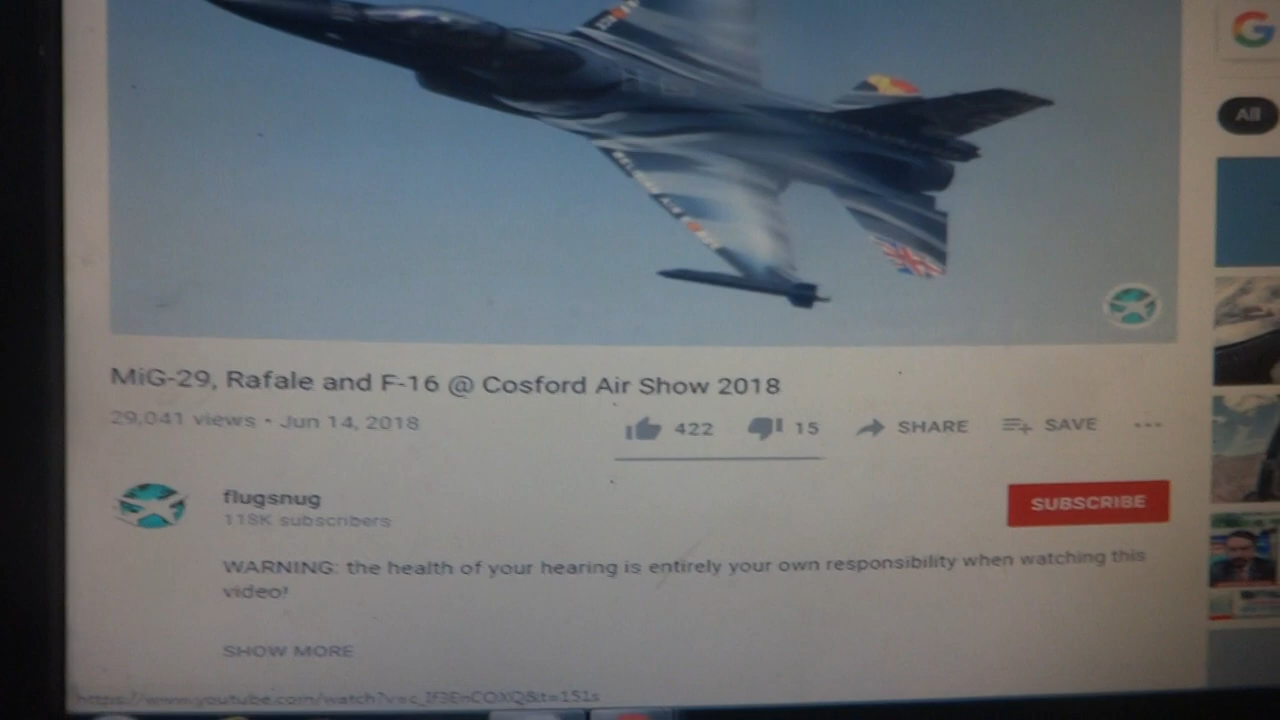 G
All
MiG-29, Rafale and F-16 @ Cosford Air Show 2018
29,041 views • Jun 14, 2018
422 15 SHARE SAVE
flugsnug
118K subscribers
SUBSCRIBE
WARNING: the health of your hearing is entirely your own responsibility when watching this
video!
SHOW MORE